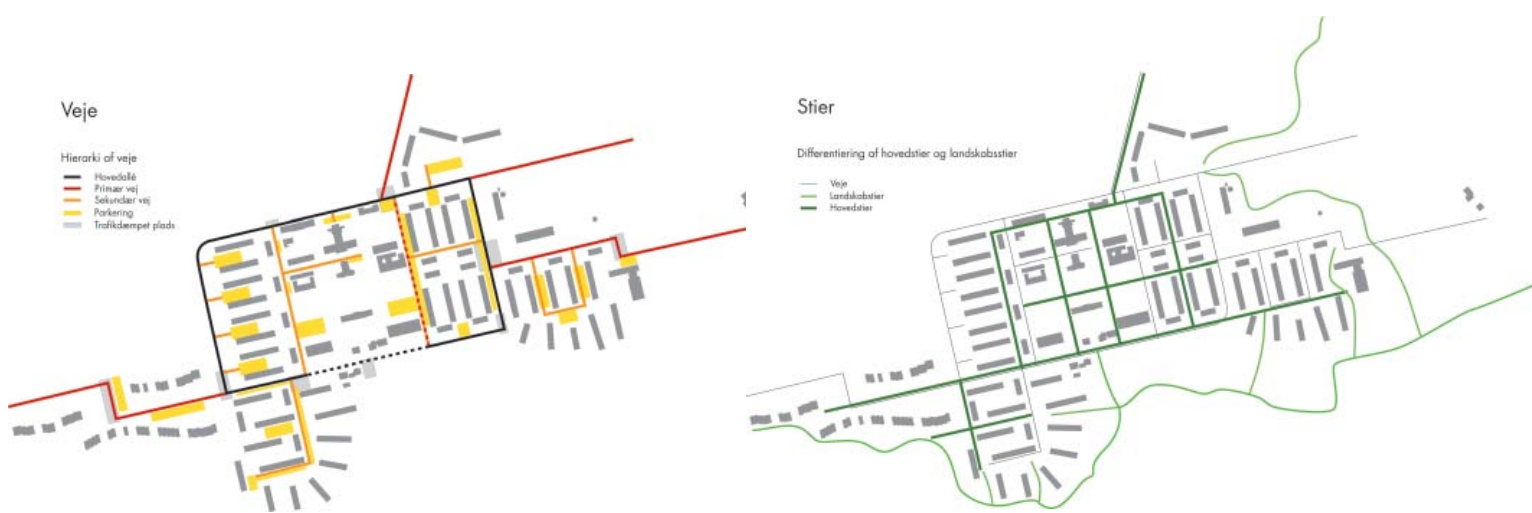 Veje
Hierarki af veje
Hovedallé
Primær vej
Sekundær vej
Parkering
Trafikdæmpet plads
Stier
Differentiering af hovedstier og landskabsstier
Veje
Landskabstier
Hovedstier